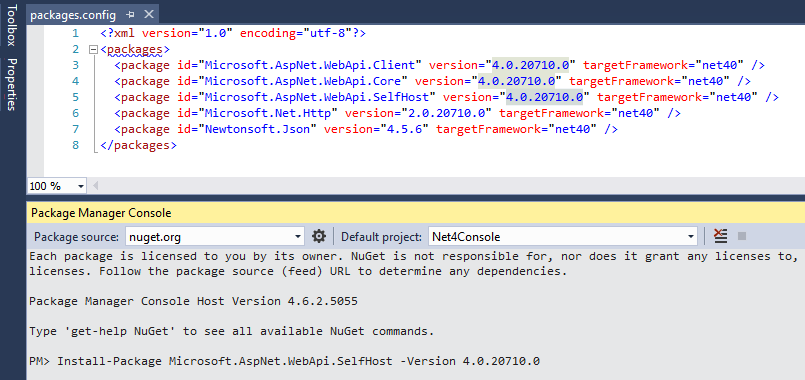 Toolbox
Properties
packages.config
1 <?xml version="1.0" encoding="utf-8"?>
2 <packages>
3 <package id="Microsoft.AspNet.WebApi.Client" version="4.0.20710.0" targetFramework="net40" />
4 <package id="Microsoft.AspNet.WebApi.Core" version="4.0.20710.0" targetFramework="net40" />
5 <package id="Microsoft.AspNet.WebApi.SelfHost" version="4.0.20710.0" targetFramework="net40" />
6 <package id="Microsoft.Net.Http" version="2.0.20710.0" targetFramework="net40" />
7 <package id="Newtonsoft.Json" version="4.5.6" targetFramework="net40" />
8 </packages>
100 %
Package Manager Console
Package source: nuget.org Default project: Net4Console
Each package is licensed to you by its owner. NuGet is not responsible for, nor does it grant any licenses to,
licenses. Follow the package source (feed) URL to determine any dependencies.
Package Manager Console Host Version 4.6.2.5055
Type 'get-help NuGet' to see all available NuGet commands.
PM> Install-Package Microsoft.AspNet.WebApi.SelfHost -Version 4.0.20710.0